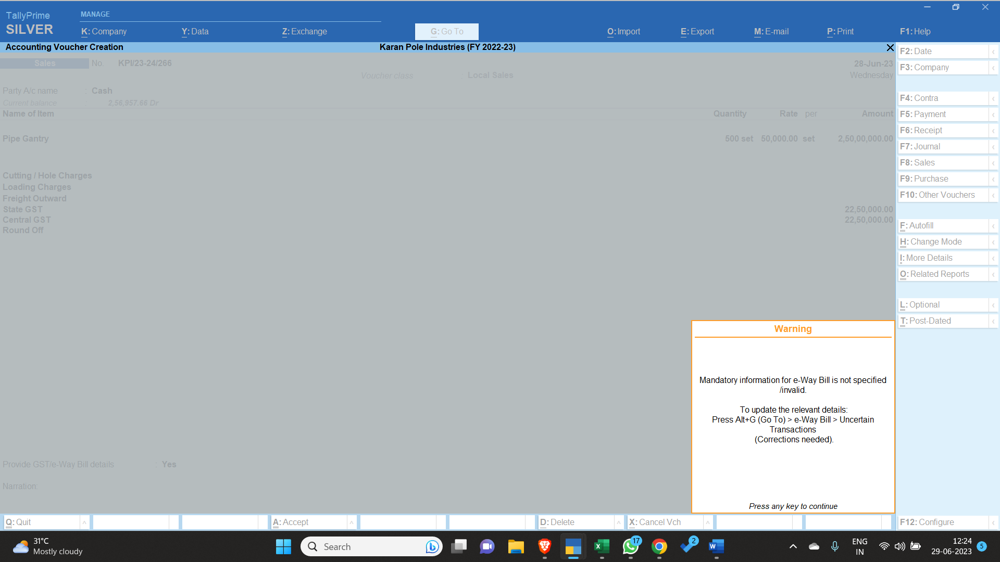 TallyPrime
SILVER
MANAGE
K: Company
Y: Data
Z: Exchange
G: Go To
O: Import
E: Export
M: E-mail
P: Print
F1: Help
Accounting Voucher Creation
Karan Pole Industries (FY 2022-23)
Sales No. KPI/23-24/266
28-Jun-23
Voucher class : Local Sales
Wednesday
Party A/c name : Cash
Current balance : 2,56,957.66 Dr
Name of Item Quantity Rate per Amount
Pipe Gantry 500 set 50,000.00 set 2,50,00,000.00
Cutting / Hole Charges
Loading Charges
Freight Outward
State GST 22,50,000.00
Central GST 22,50,000.00
Round Off
Provide GST/e-Way Bill details : Yes
Narration:
Warning
Mandatory information for e-Way Bill is not specified
/invalid.
To update the relevant details:
Press Alt+G (Go To) > e-Way Bill > Uncertain
Transactions
(Corrections needed).
Press any key to continue
F2: Date
F3: Company
F4: Contra
F5: Payment
F6: Receipt
F7: Journal
F8: Sales
F9: Purchase
F10: Other Vouchers
F: Autofill
H: Change Mode
I: More Details
O: Related Reports
L: Optional
T: Post-Dated
Q: Quit
A: Accept
D: Delete
X: Cancel Vch
F12: Configure
31°C
Mostly cloudy
Search
17
2
ENG
IN
12:24
29-06-2023
5